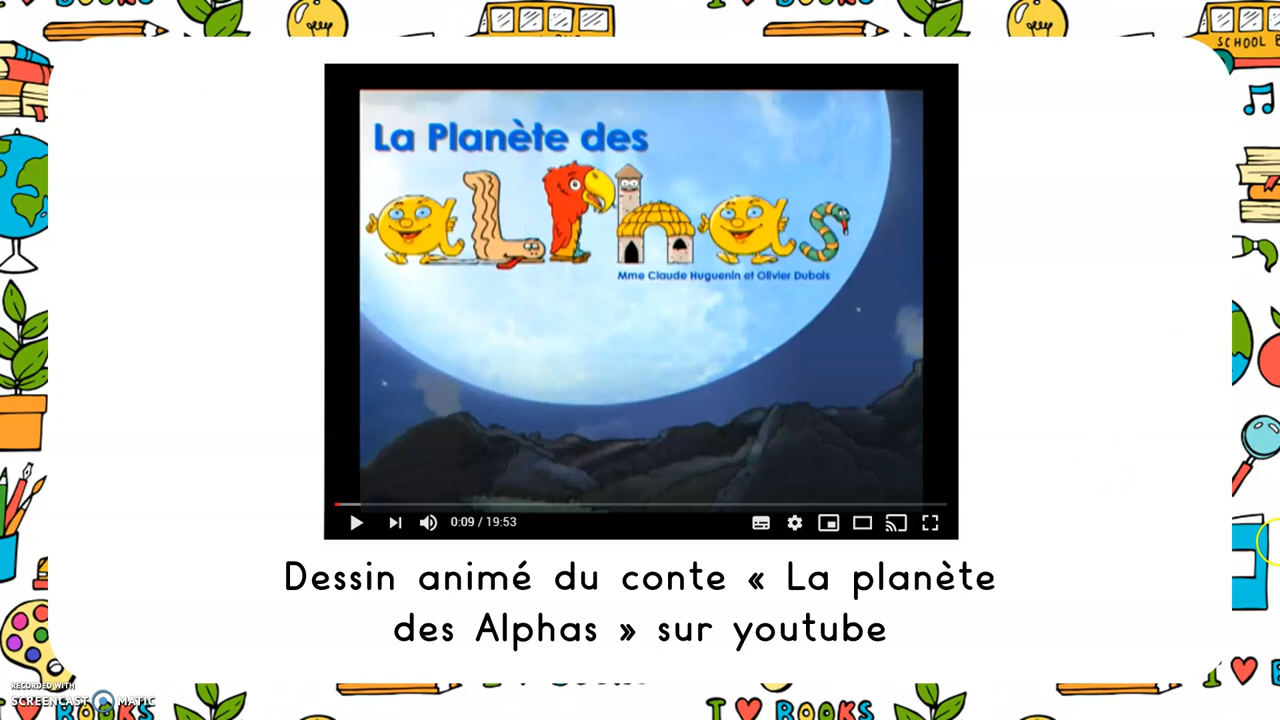 I ♥ BOOKS
SCHOOL B
La Planète des
alphas
Mme Claude Huguenin et Olivier Dubois
0:09 / 19:53
Dessin animé du conte « La planète
des Alphas » sur youtube
RECORDED WITH
SCREENCAST MATIC
I ♥ BOOKS